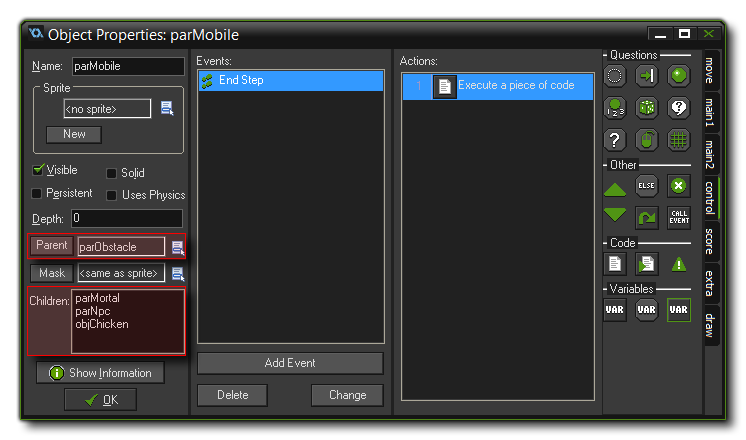 Object Properties: parMobile
Name: parMobile
Sprite
<no sprite>
New
Visible
Solid
Persistent
Uses Physics
Depth: 0
Parent
parObstacle
Mask
<same as sprite>
Children:
parMortal
parNpc
objChicken
Show Information
OK
Events:
End Step
Add Event
Delete
Change
Actions:
1
Execute a piece of code
Questions
1 2 3
?
?
Other
ELSE
CALL
EVENT
Code
Variables
VAR
VAR
VAR
move
main1
main2
control
score
extra
draw